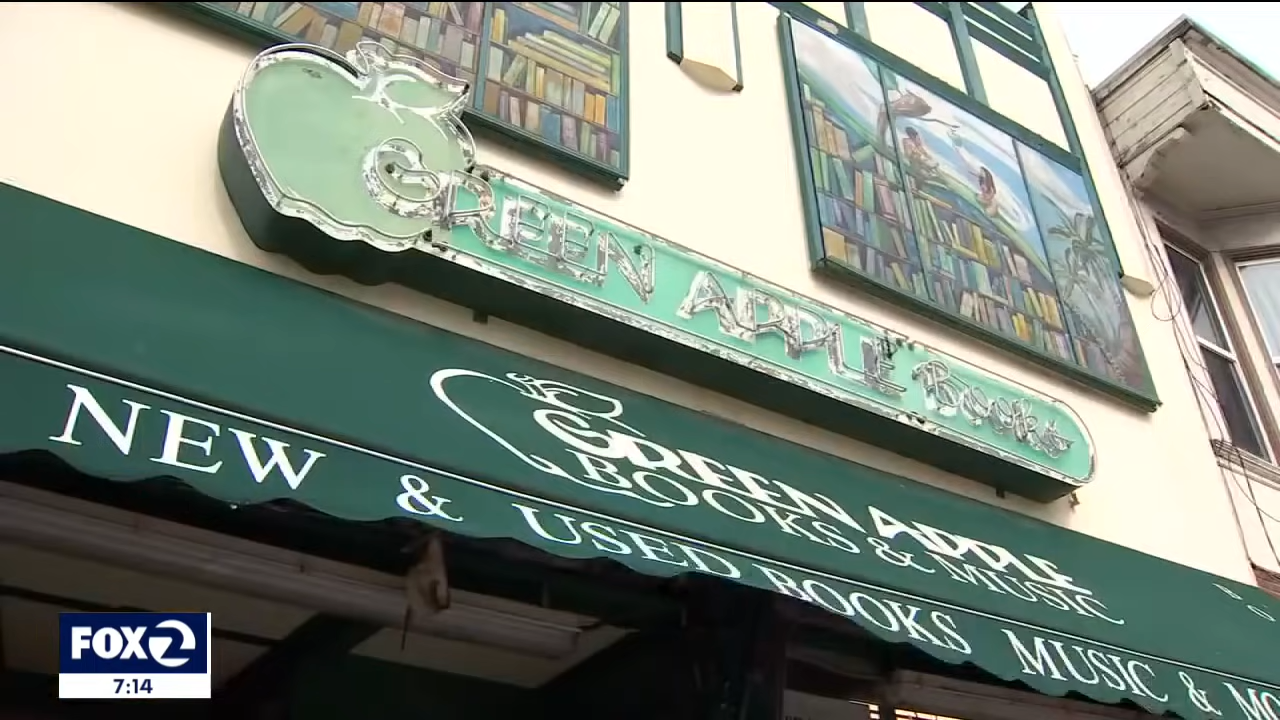 GREEN APPLE Books
GREEN APPLE
BOOKS & MUSIC
NEW & USED BOOKS MUSIC &
FOX 2
7:14